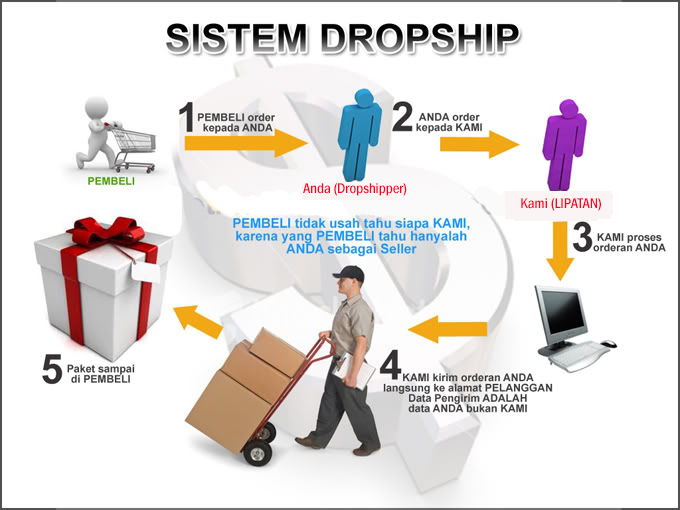 SISTEM DROPSHIP
1 PEMBELI order
kepada ANDA
2 ANDA order
kepada KAMI
PEMBELI
Anda (Dropshipper)
Kami (LIPATAN)
PEMBELI tidak usah tahu siapa KAMI,
karena yang PEMBELI tahu hanyalah
ANDA sebagai Seller
3 KAMI proses
orderan ANDA
4 KAMI kirim orderan ANDA
langsung ke alamat PELANGGAN
Data Pengirim ADALAH
data ANDA bukan KAMI
5 Paket sampai
di PEMBELI